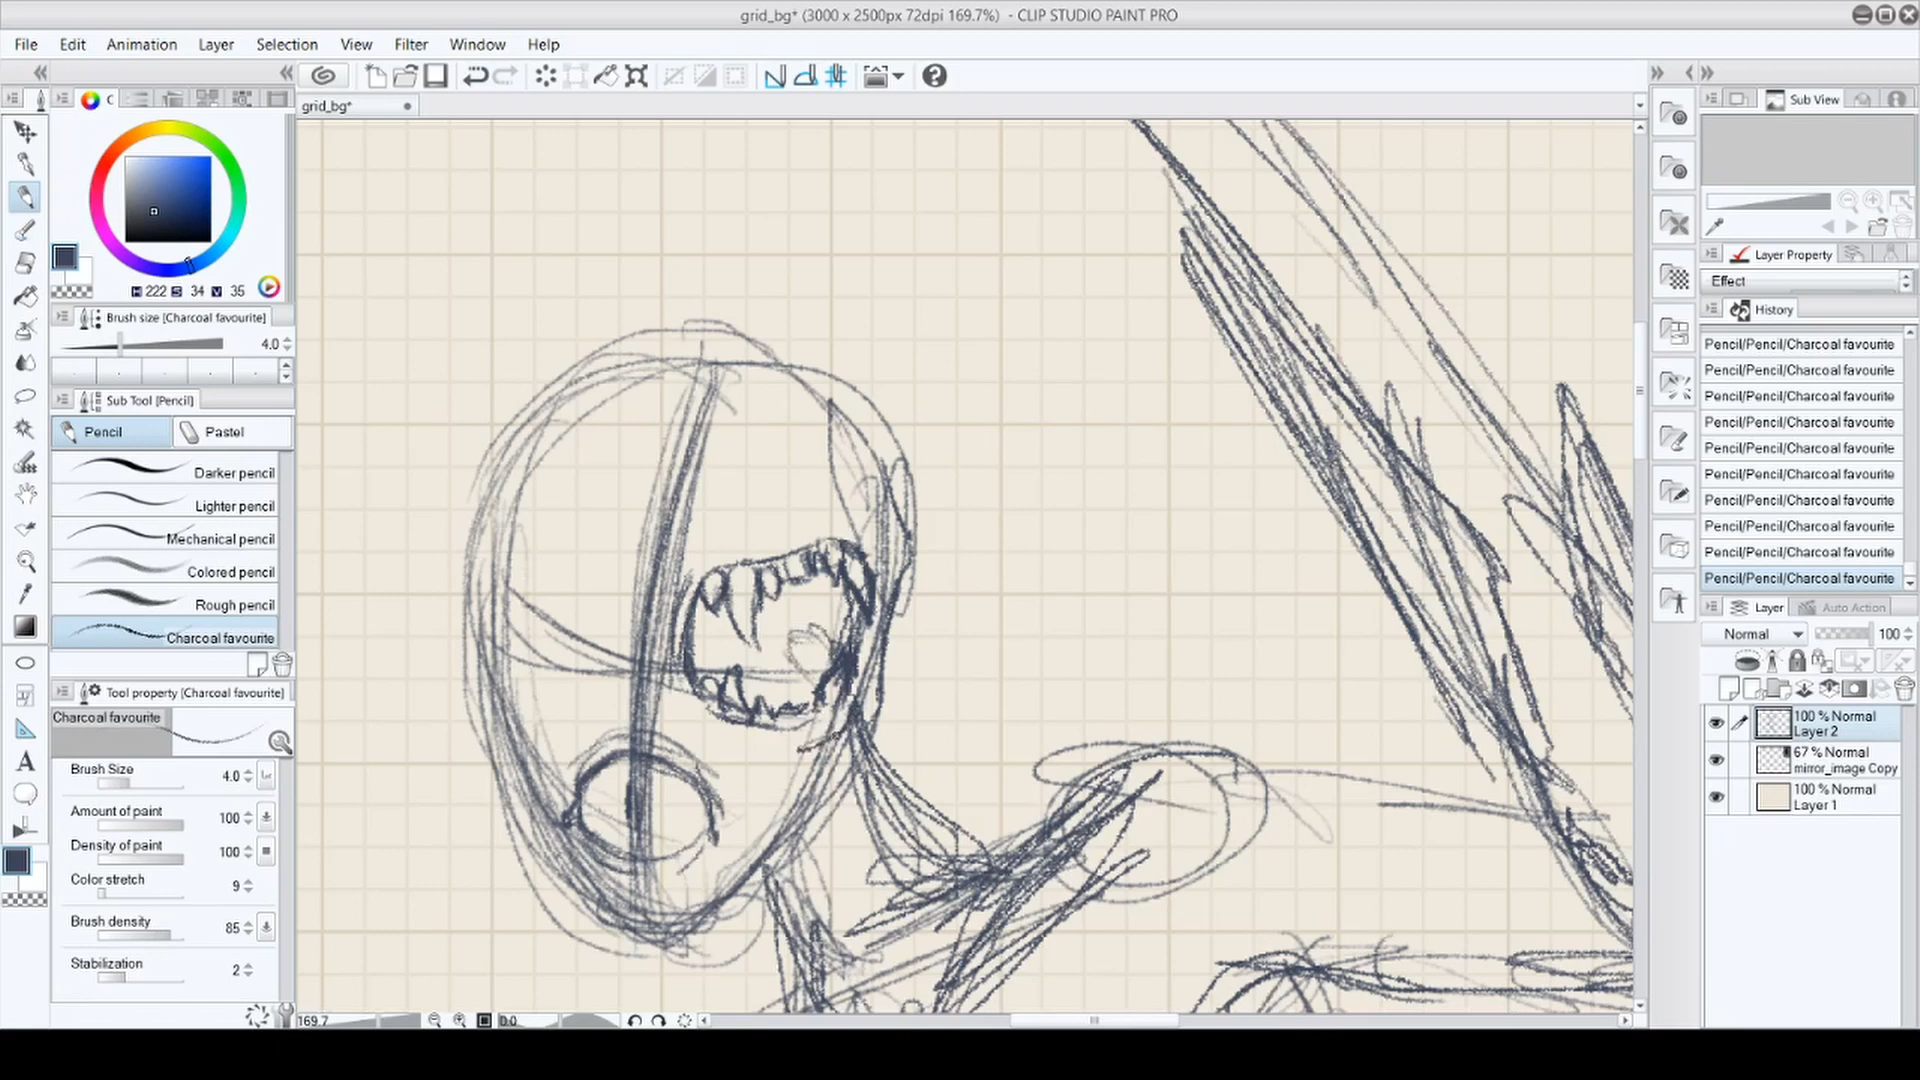 grid_bg* (3000 x 2500px 72dpi 169.7%) - CLIP STUDIO PAINT PRO
File Edit Animation Layer Selection View Filter Window Help
grid_bg*
C
Sub View
H 222 S 34 V 35
Layer Property
Effect
Brush size [Charcoal favourite]
4.0
History
Pencil/Pencil/Charcoal favourite
Pencil/Pencil/Charcoal favourite
Pencil/Pencil/Charcoal favourite
Pencil/Pencil/Charcoal favourite
Pencil/Pencil/Charcoal favourite
Pencil/Pencil/Charcoal favourite
Pencil/Pencil/Charcoal favourite
Pencil/Pencil/Charcoal favourite
Pencil/Pencil/Charcoal favourite
Pencil/Pencil/Charcoal favourite
Sub Tool [Pencil]
Pencil Pastel
Darker pencil
Lighter pencil
Mechanical pencil
Colored pencil
Rough pencil
Charcoal favourite
Layer Auto Action
Normal 100
100 % Normal
Layer 2
67 % Normal
mirror_image Copy
100 % Normal
Layer 1
Tool property [Charcoal favourite]
Charcoal favourite
Brush Size 4.0
Amount of paint 100
Density of paint 100
Color stretch 9
Brush density 85
Stabilization 2
169.7 0.0